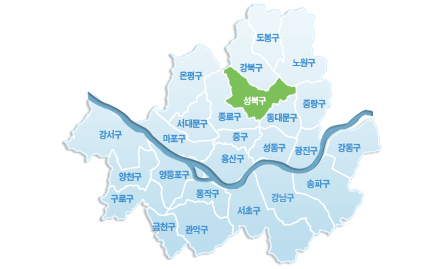 도봉구
노원구
강북구
은평구
성북구
중랑구
종로구
동대문구
서대문구
강서구
마포구
중구
성동구
광진구
강동구
용산구
양천구
영등포구
송파구
동작구
구로구
강남구
서초구
금천구
관악구